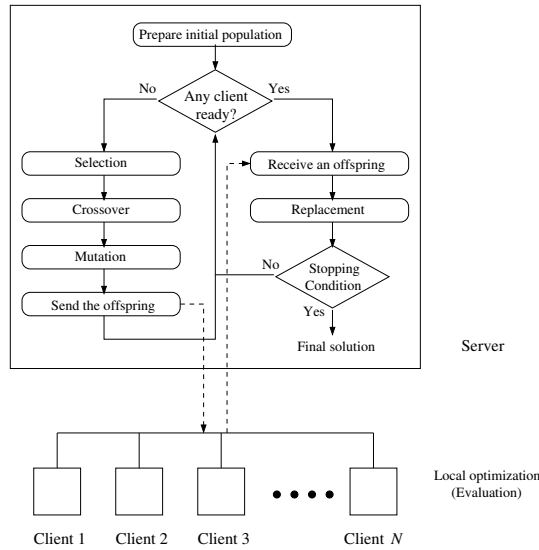 Prepare initial population
No
Yes
Any client
ready?
Selection
Receive an offspring
Crossover
Replacement
Mutation
No
Stopping
Condition
Send the offspring
Yes
Final solution
Server
Local optimization
(Evaluation)
Client 1
Client 2
Client 3
Client N